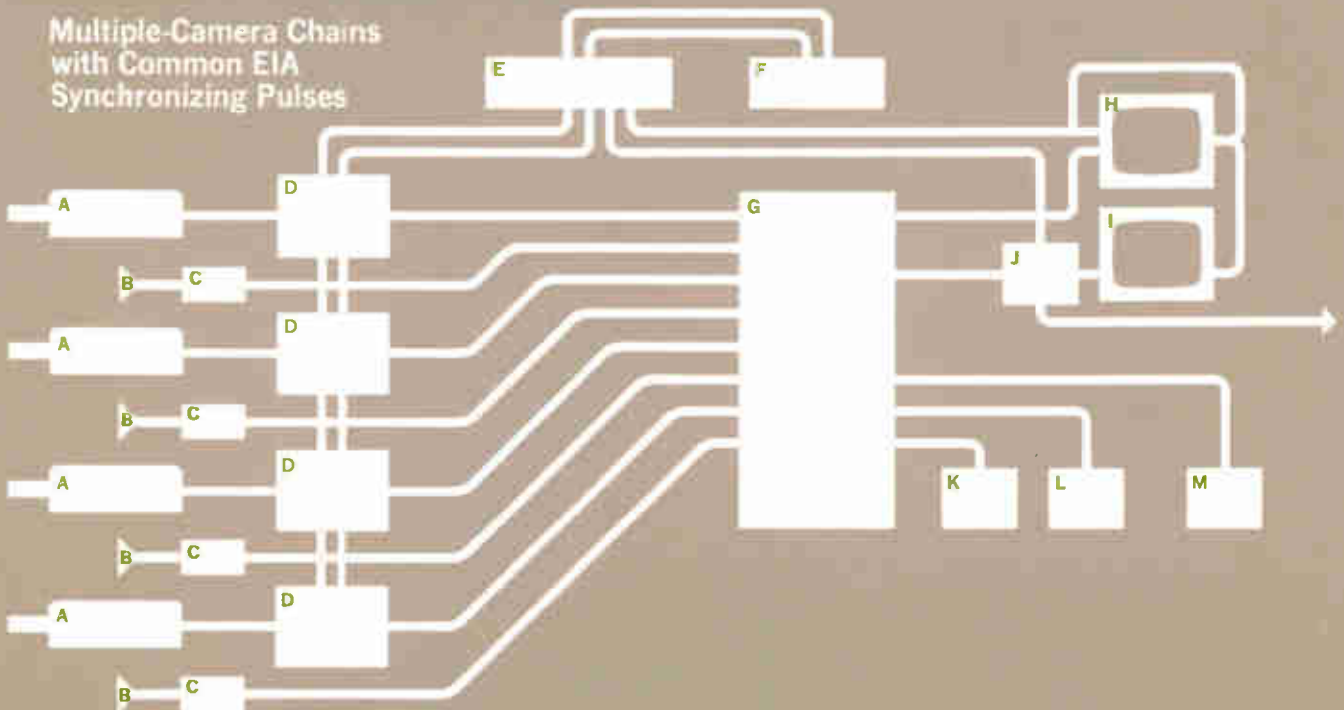 Multiple-Camera Chains
with Common EIA
Synchronizing Pulses
E
F
H
A
D
G
I
B
C
J
A
D
B
C
A
D
K
L
M
B
C
A
D
B
C